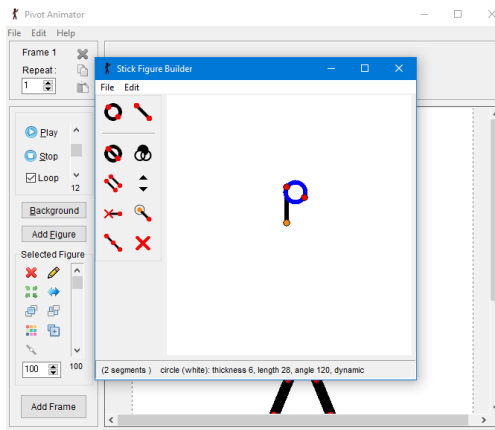 Pivot Animator
File Edit Help
Frame 1
Repeat:
1
Play
Stop
Loop
12
Background
Add Figure
Selected Figure
100
100
Add Frame
Stick Figure Builder
File Edit
(2 segments ) circle (white): thickness 6, length 28, angle 120, dynamic